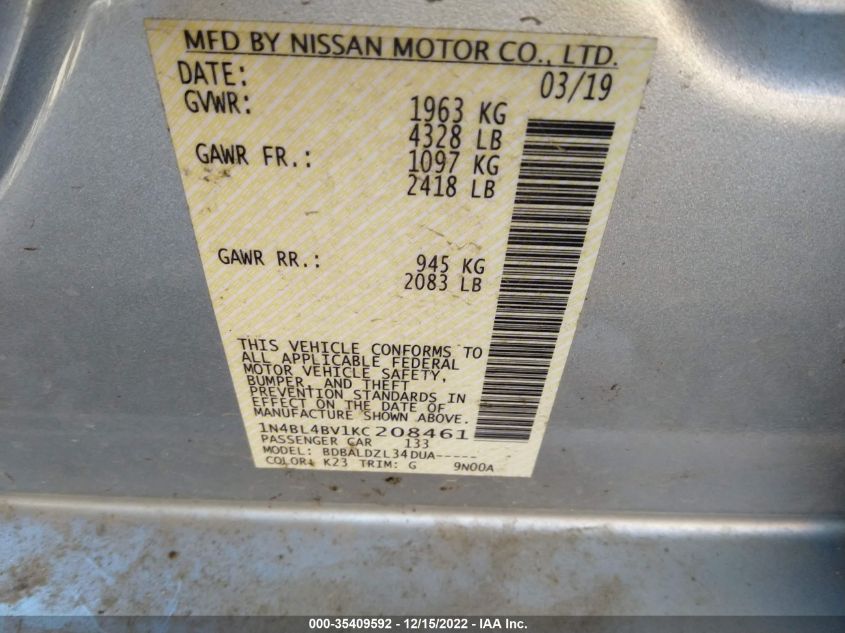 MFD BY NISSAN MOTOR CO., LTD.
DATE: 03/19
GVWR: 1963 KG
4328 LB
GAWR FR.: 1097 KG
2418 LB
GAWR RR.: 945 KG
2083 LB
THIS VEHICLE CONFORMS TO
ALL APPLICABLE FEDERAL
MOTOR VEHICLE SAFETY,
BUMPER, AND THEFT
PREVENTION STANDARDS IN
EFFECT ON THE DATE OF
MANUFACTURE SHOWN ABOVE.
1N4BL4BV1KC208461
PASSENGER CAR 133
MODEL: BDBALDZL34DUA-----
COLOR: K23 TRIM: G 9N00A
000-35409592 - 12/15/2022 - IAA Inc.